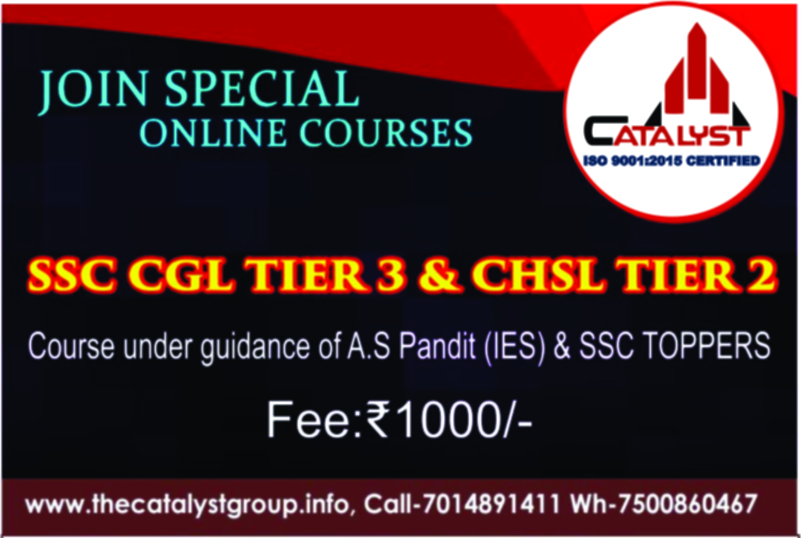 JOIN SPECIAL
ONLINE COURSES
CATALYST
ISO 9001:2015 CERTIFIED
SSC CGL TIER 3 & CHSL TIER 2
Course under guidance of A.S Pandit (IES) & SSC TOPPERS
Fee:₹1000/-
www.thecatalystgroup.info, Call-7014891411 Wh-7500860467